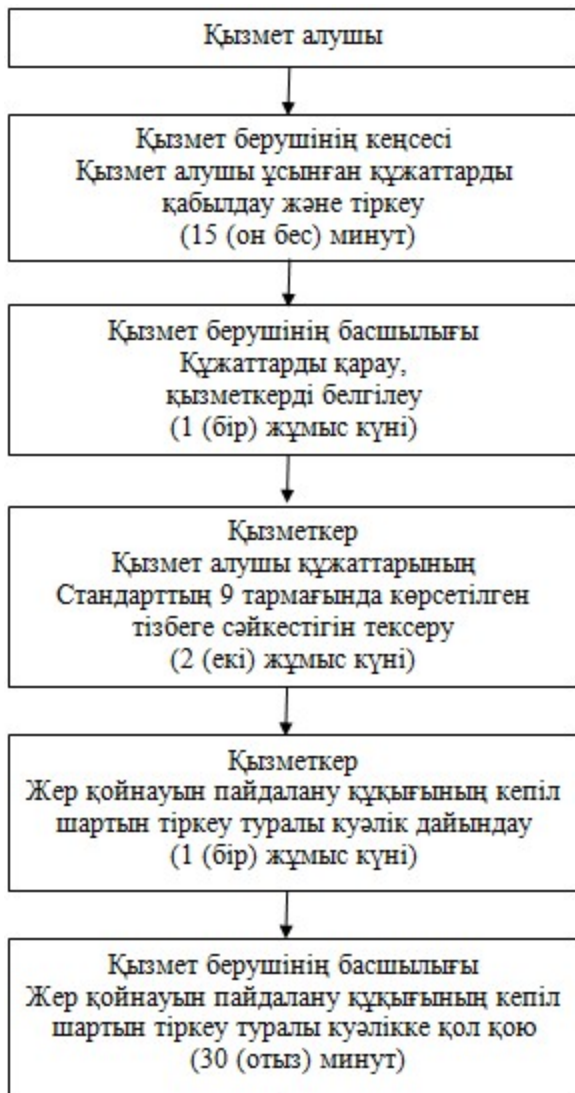 Қызмет алушы
Қызмет берушінің кеңсесі
Қызмет алушы ұсынған құжаттарды
қабылдау және тіркеу
(15 (он бес) минут)
Қызмет берушінің басшылығы
Құжаттарды қарау,
қызметкерді белгілеу
(1 (бір) жұмыс күні)
Қызметкер
Қызмет алушы құжаттарының
Стандарттың 9 тармағында көрсетілген
тізбеге сәйкестігін тексеру
(2 (екі) жұмыс күні)
Қызметкер
Жер қойнауын пайдалану құқығының кепіл
шартын тіркеу туралы куәлік дайындау
(1 (бір) жұмыс күні)
Қызмет берушінің басшылығы
Жер қойнауын пайдалану құқығының кепіл
шартын тіркеу туралы куәлікке қол қою
(30 (отыз) минут)